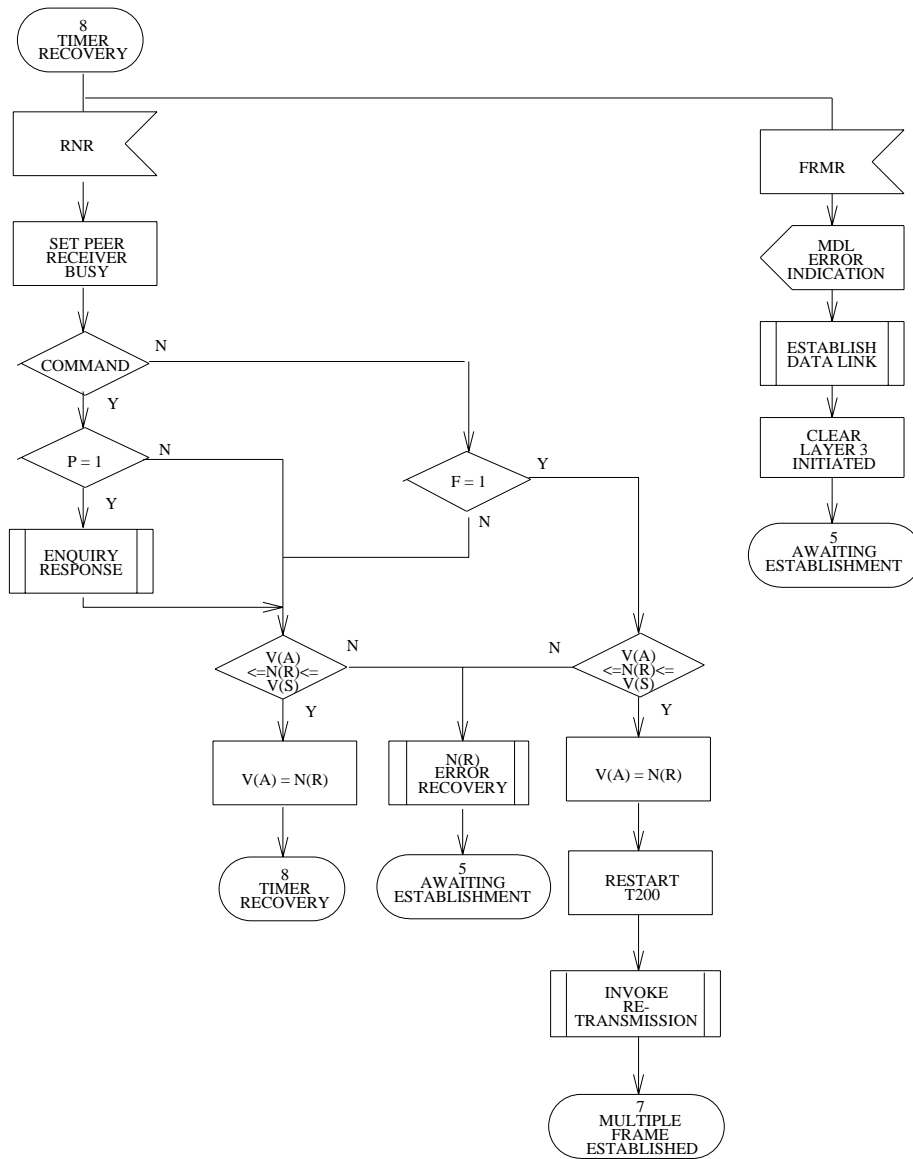 8
TIMER
RECOVERY
RNR
FRMR
SET PEER
RECEIVER
BUSY
MDL
ERROR
INDICATION
COMMAND
N
Y
ESTABLISH
DATA LINK
P = 1
N
Y
F = 1
Y
N
CLEAR
LAYER 3
INITIATED
ENQUIRY
RESPONSE
5
AWAITING
ESTABLISHMENT
V(A)
<=N(R)<=
V(S)
N
Y
N
V(A)
<=N(R)<=
V(S)
Y
V(A) = N(R)
N(R)
ERROR
RECOVERY
V(A) = N(R)
8
TIMER
RECOVERY
5
AWAITING
ESTABLISHMENT
RESTART
T200
INVOKE
RE-
TRANSMISSION
7
MULTIPLE
FRAME
ESTABLISHED